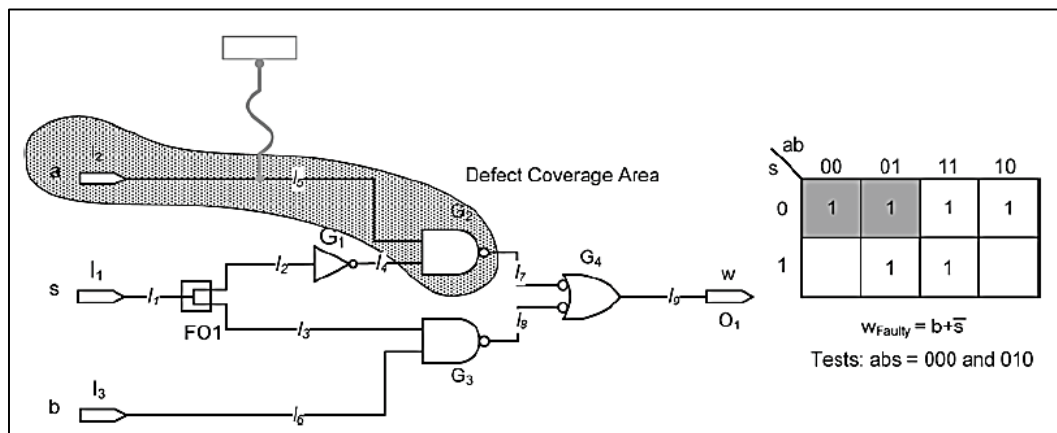 ab
s
00 01 11 10
0 1 1 1 1
1 1 1
w_Faulty = b+s̅
Tests: abs = 000 and 010
Defect Coverage Area
I₂
a
l₅
G₂
G₁
l₂
l₄
l₇
G₄
I₁
s
l₁
FO1
l₃
l₈
G₃
l₉
w
O₁
I₃
b
l₆